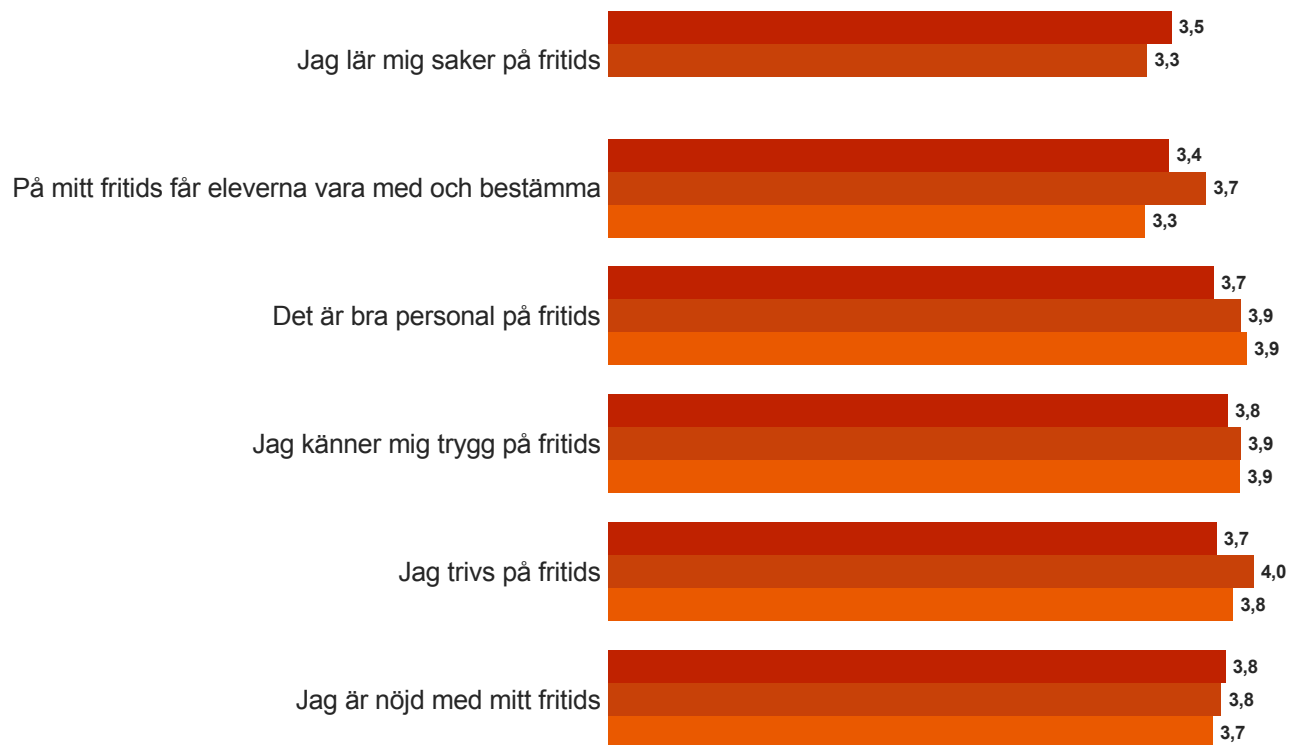 3,5
Jag lär mig saker på fritids
3,3
3,4
På mitt fritids får eleverna vara med och bestämma
3,7
3,3
3,7
Det är bra personal på fritids
3,9
3,9
3,8
Jag känner mig trygg på fritids
3,9
3,9
3,7
Jag trivs på fritids
4,0
3,8
3,8
Jag är nöjd med mitt fritids
3,8
3,7